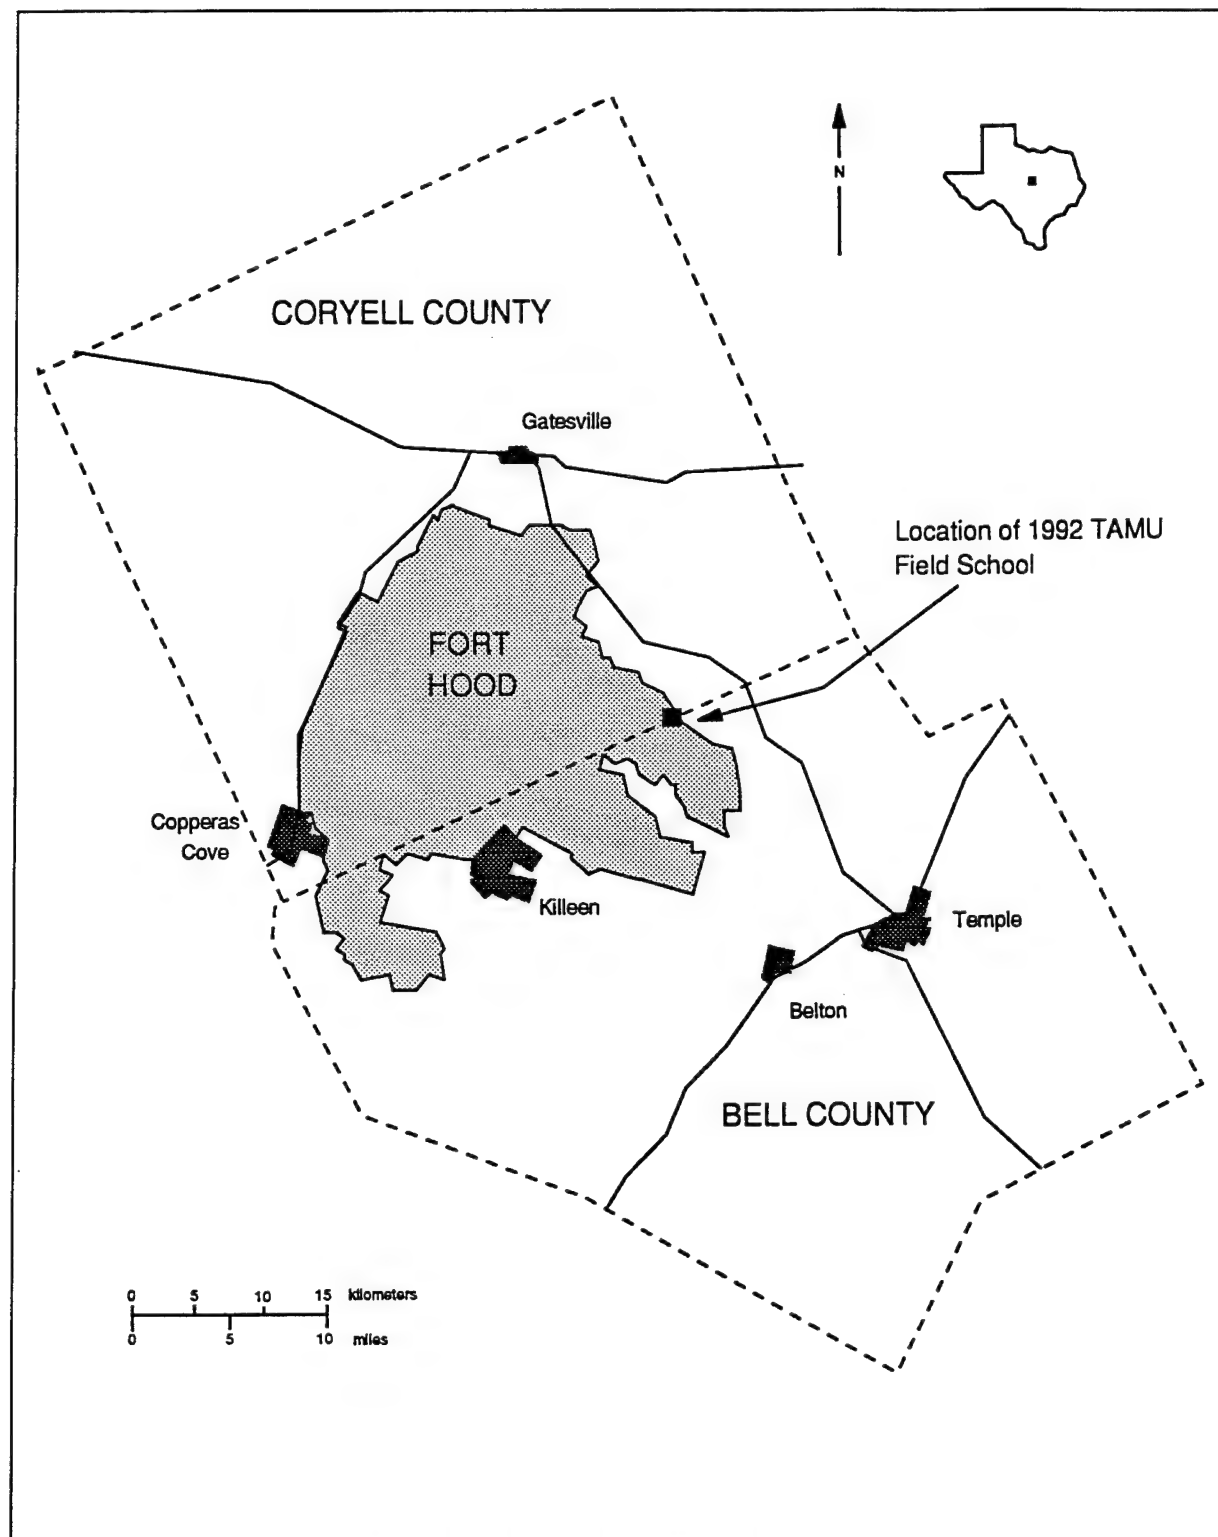 N
CORYELL COUNTY
Gatesville
Location of 1992 TAMU
Field School
FORT
HOOD
Copperas
Cove
Killeen
Temple
Belton
BELL COUNTY
0 5 10 15 kilometers
0 5 10 miles